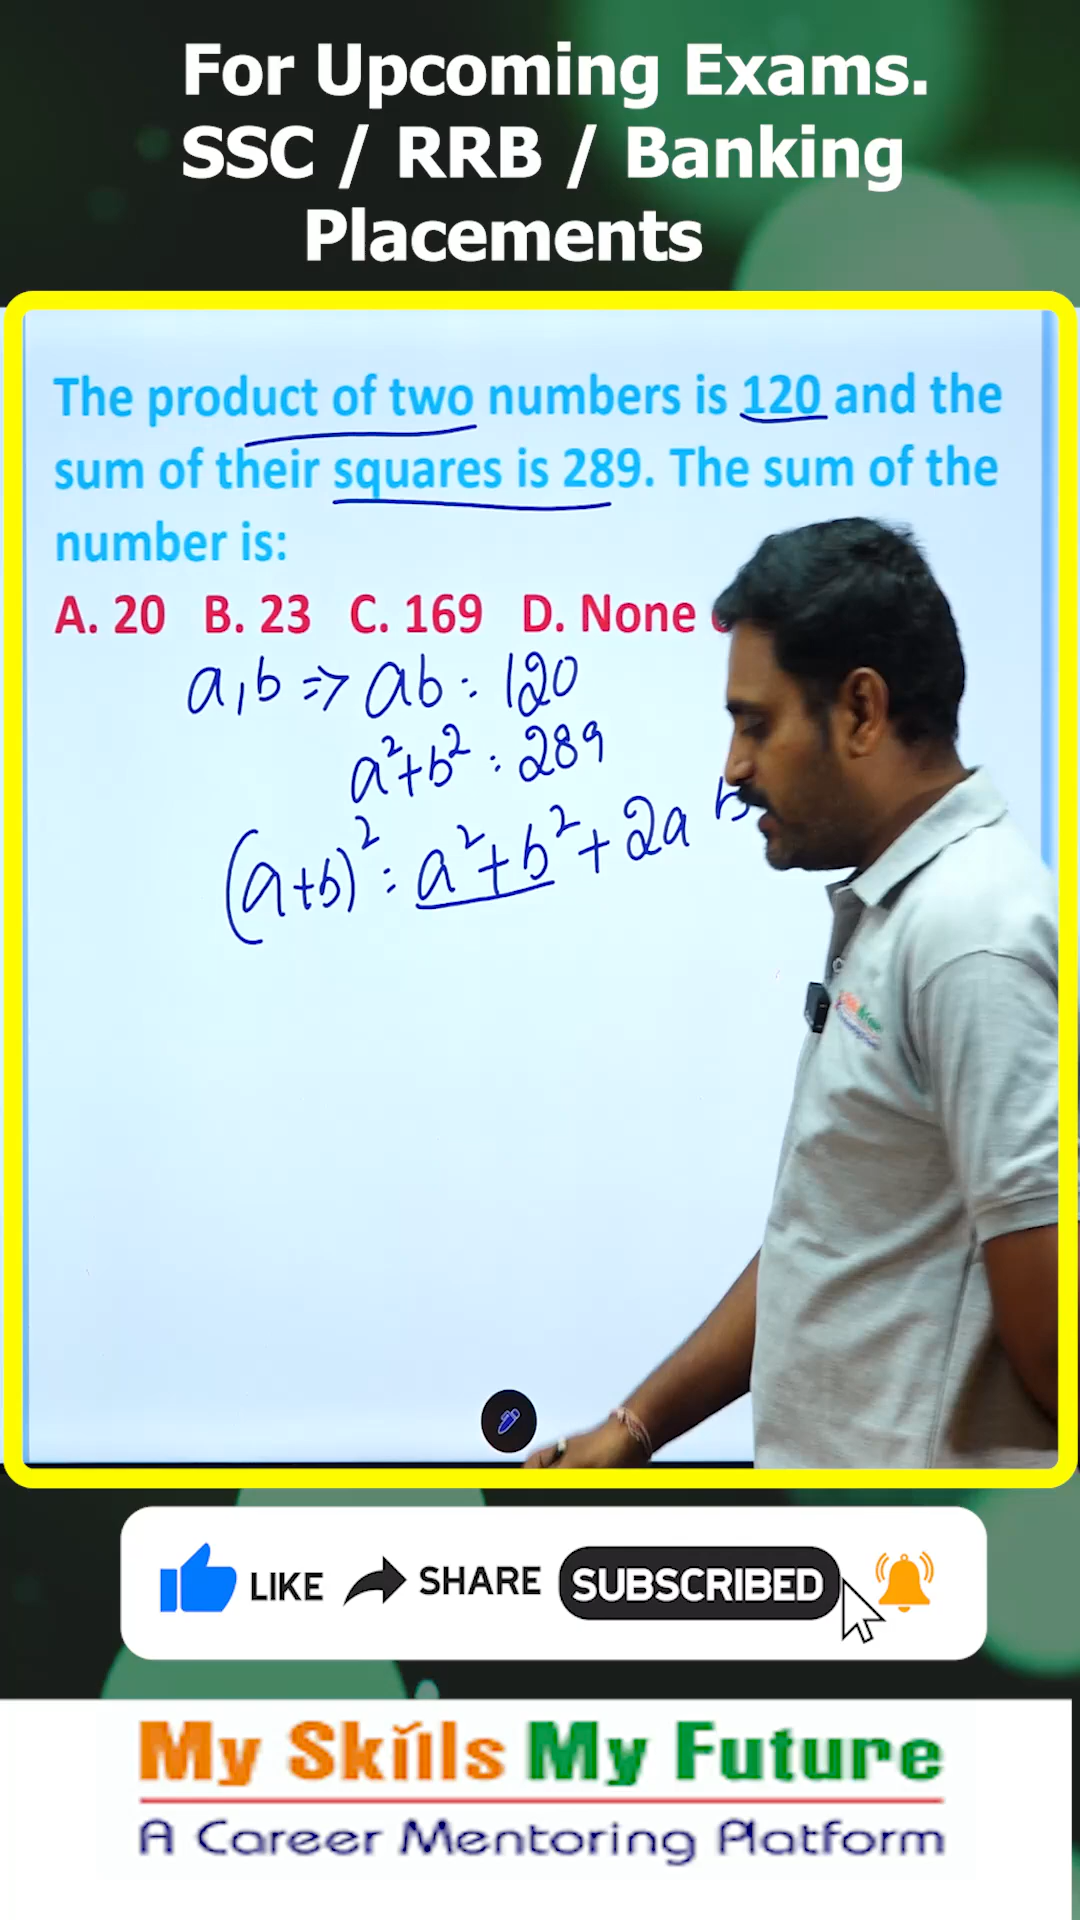 For Upcoming Exams.
SSC / RRB / Banking
Placements
The product of two numbers is 120 and the
sum of their squares is 289. The sum of the
number is:
A. 20 B. 23 C. 169 D. None
a,b => ab : 120
a²+b² : 289
(a+b)² : a²+b²+2ab
LIKE SHARE SUBSCRIBED
My Skills My Future
A Career Mentoring Platform